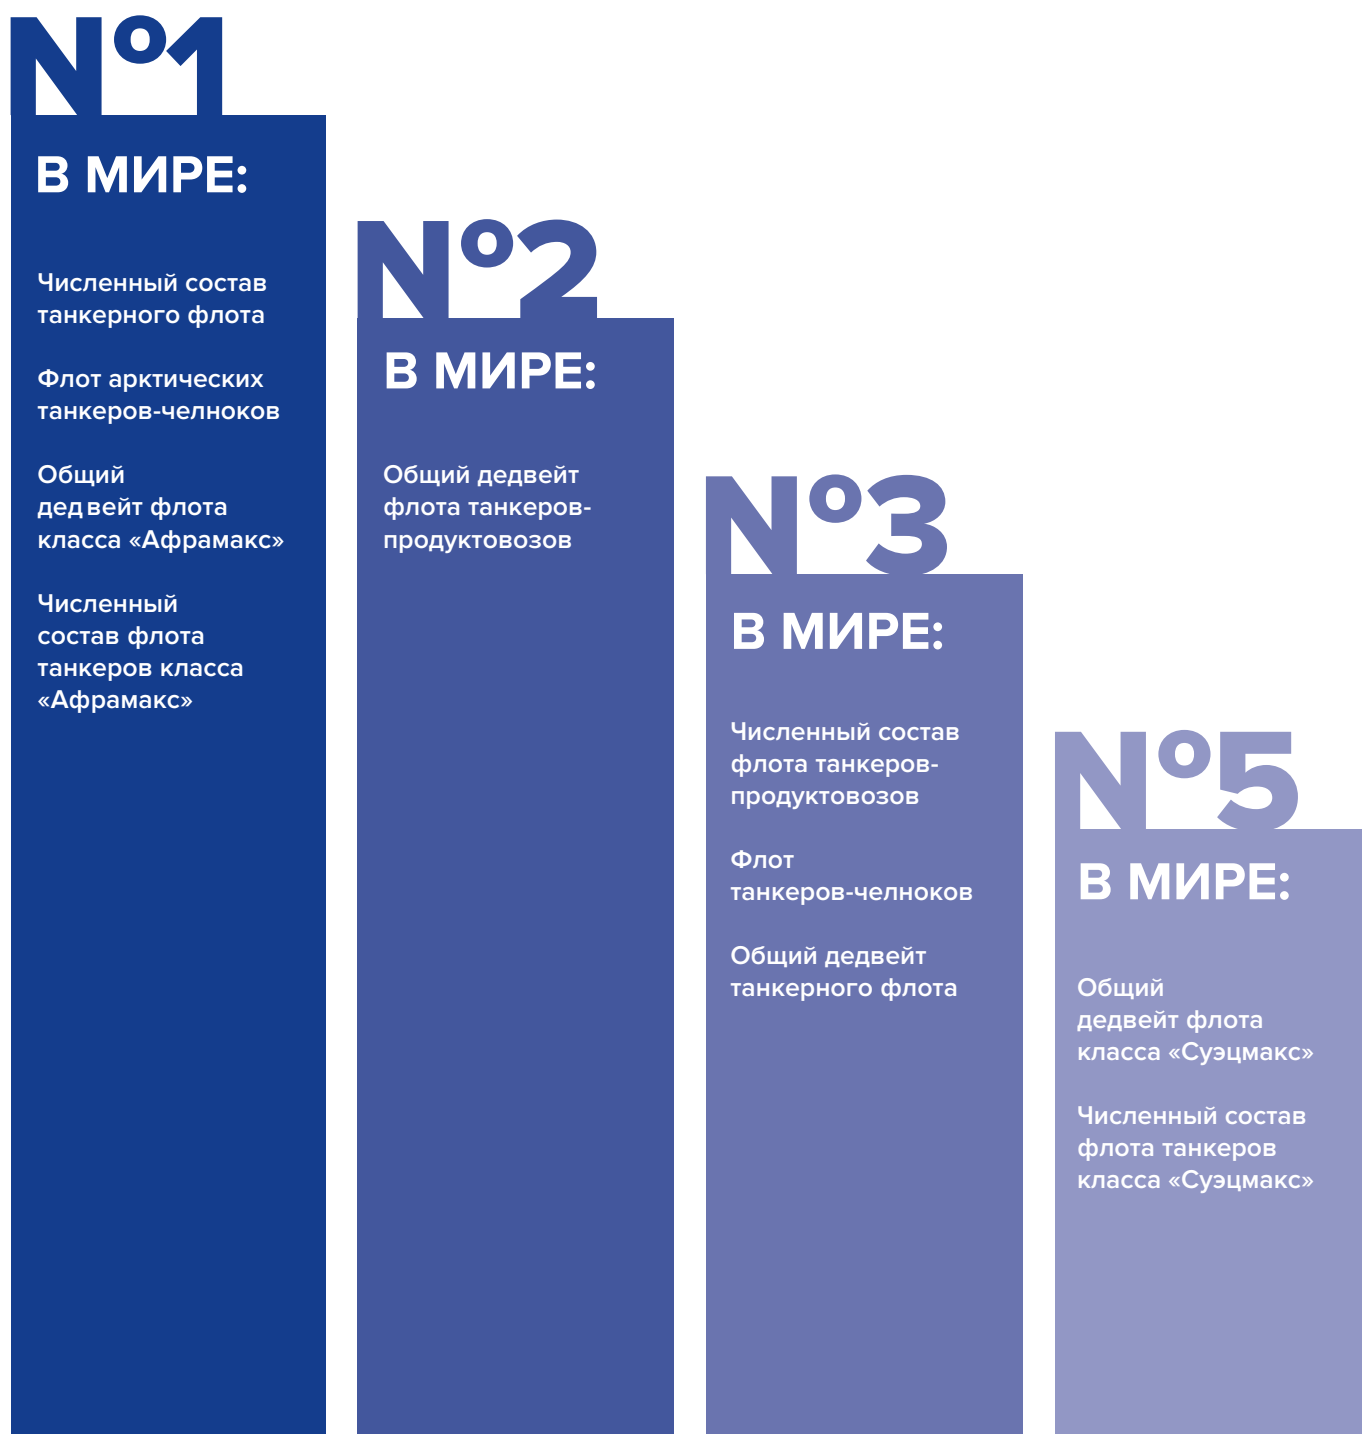 Nº1
В МИРЕ:
Численный состав
танкерного флота
Флот арктических
танкеров-челноков
Общий
дедвейт флота
класса «Афрамакс»
Численный
состав флота
танкеров класса
«Афрамакс»
Nº2
В МИРЕ:
Общий дедвейт
флота танкеров-
продуктовозов
Nº3
В МИРЕ:
Численный состав
флота танкеров-
продуктовозов
Флот
танкеров-челноков
Общий дедвейт
танкерного флота
Nº5
В МИРЕ:
Общий
дедвейт флота
класса «Суэцмакс»
Численный состав
флота танкеров
класса «Суэцмакс»